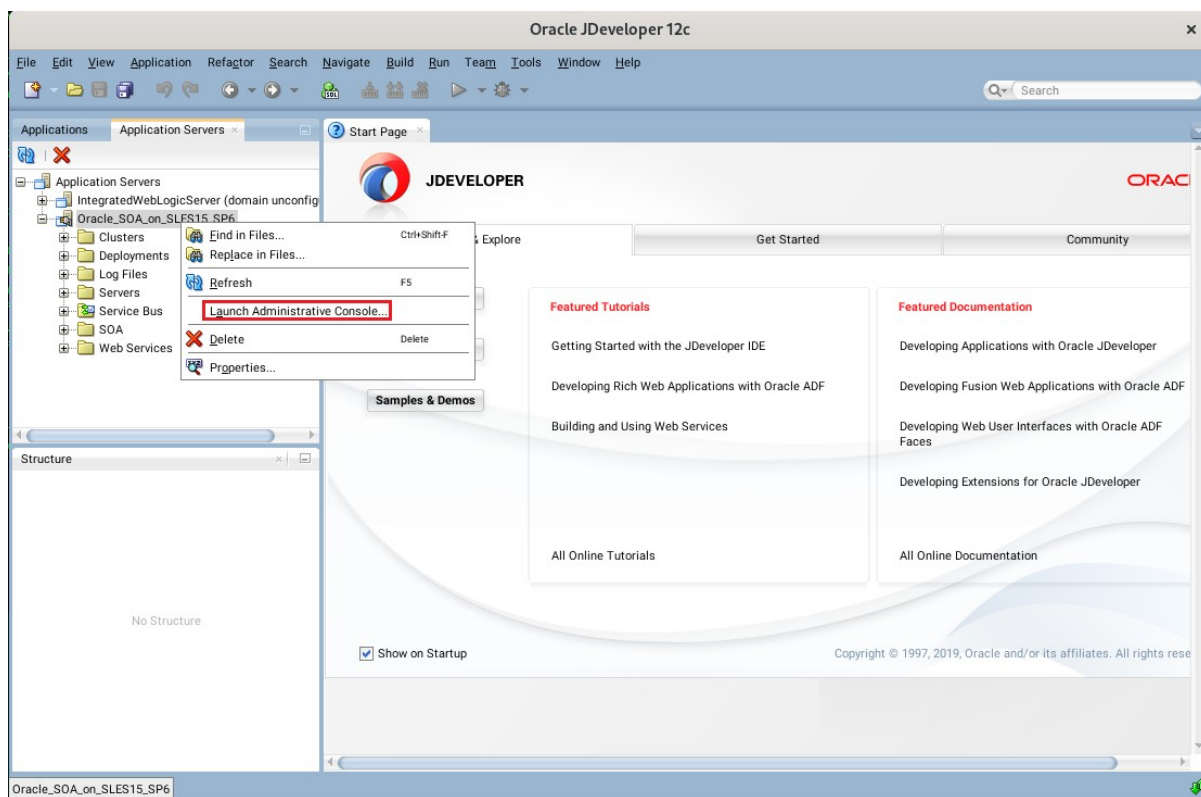 Oracle JDeveloper 12c
File Edit View Application Refactor Search Navigate Build Run Team Tools Window Help
Search
Applications
Application Servers
Application Servers
IntegratedWebLogicServer (domain unconfig
Oracle_SOA_on_SLES15_SP6
Clusters
Deployments
Log Files
Servers
Service Bus
SOA
Web Services
Find in Files... Ctrl+Shift-F
Replace in Files...
Refresh F5
Launch Administrative Console...
Delete Delete
Properties...
Structure
No Structure
Start Page
JDEVELOPER
ORAC
Explore
Get Started
Community
Samples & Demos
Featured Tutorials
Getting Started with the JDeveloper IDE
Developing Rich Web Applications with Oracle ADF
Building and Using Web Services
All Online Tutorials
Featured Documentation
Developing Applications with Oracle JDeveloper
Developing Fusion Web Applications with Oracle ADF
Developing Web User Interfaces with Oracle ADF
Faces
Developing Extensions for Oracle JDeveloper
All Online Documentation
Show on Startup
Copyright © 1997, 2019, Oracle and/or its affiliates. All rights rese
Oracle_SOA_on_SLES15_SP6